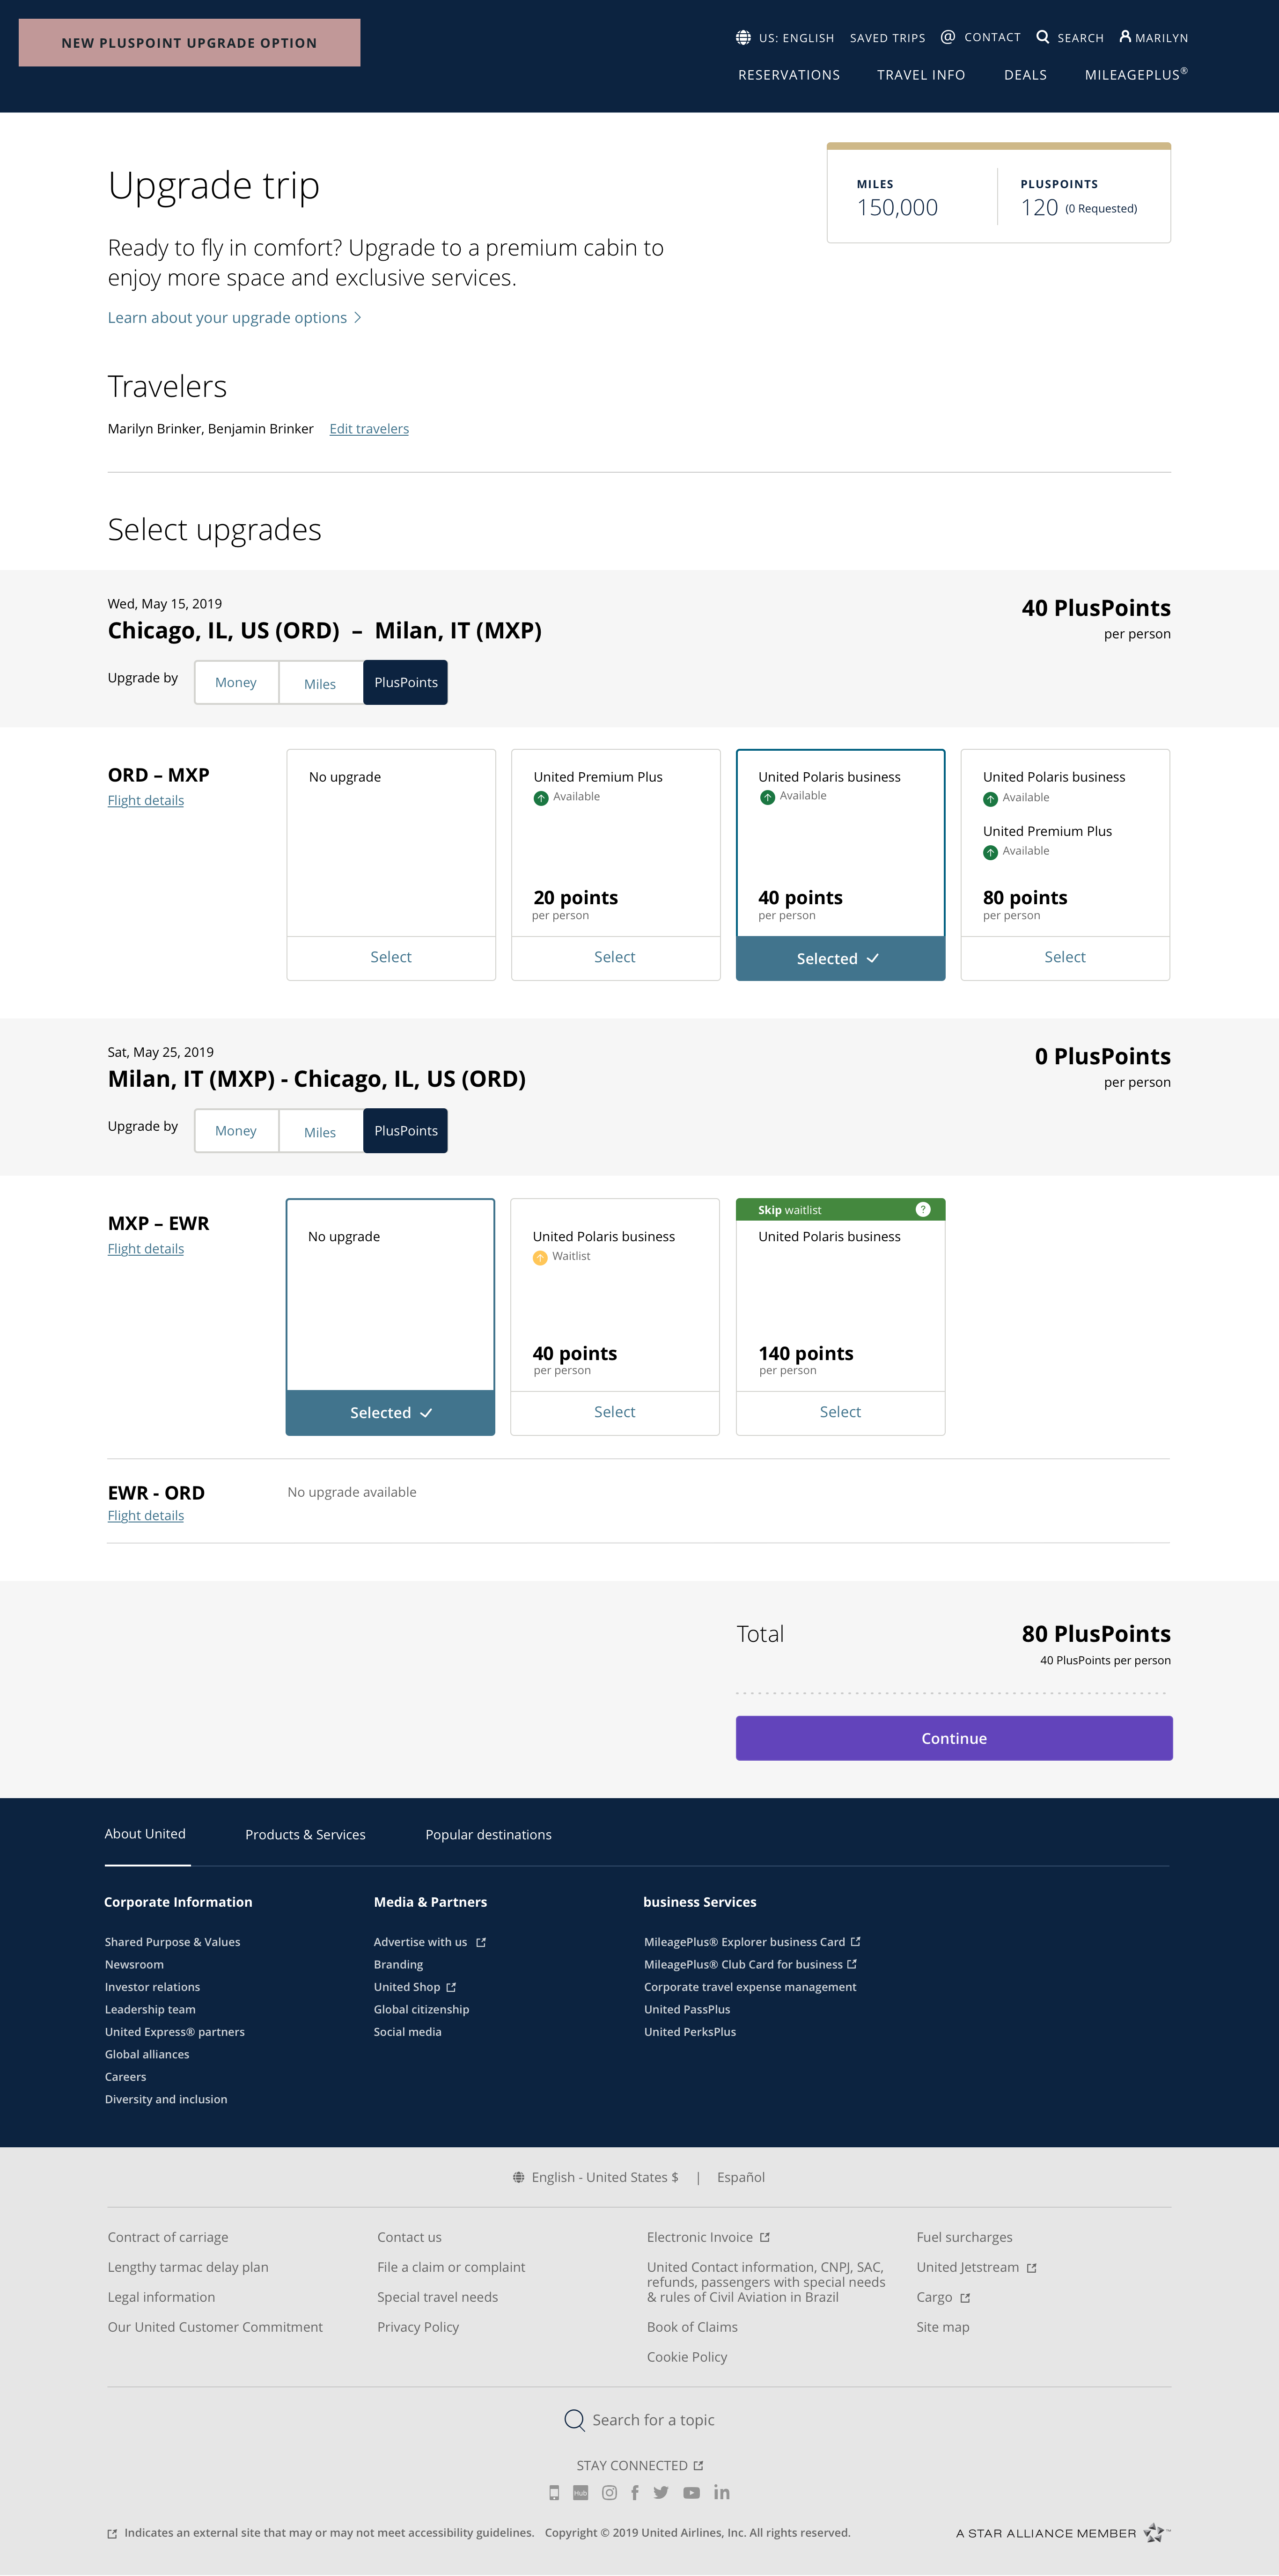 NEW PLUSPOINT UPGRADE OPTION
US: ENGLISH SAVED TRIPS @ CONTACT SEARCH MARILYN
RESERVATIONS TRAVEL INFO DEALS MILEAGEPLUS®
Upgrade trip
MILES PLUSPOINTS
150,000 120 (0 Requested)
Ready to fly in comfort? Upgrade to a premium cabin to
enjoy more space and exclusive services.
Learn about your upgrade options
Travelers
Marilyn Brinker, Benjamin Brinker Edit travelers
Select upgrades
Wed, May 15, 2019
Chicago, IL, US (ORD) – Milan, IT (MXP)
40 PlusPoints
per person
Upgrade by Money Miles PlusPoints
ORD – MXP
Flight details
No upgrade
Select
United Premium Plus
Available
20 points
per person
Select
United Polaris business
Available
40 points
per person
Selected
United Polaris business
Available
United Premium Plus
Available
80 points
per person
Select
Sat, May 25, 2019
Milan, IT (MXP) - Chicago, IL, US (ORD)
0 PlusPoints
per person
Upgrade by Money Miles PlusPoints
MXP – EWR
Flight details
No upgrade
Selected
United Polaris business
Waitlist
40 points
per person
Select
Skip waitlist ?
United Polaris business
140 points
per person
Select
EWR - ORD
Flight details
No upgrade available
Total 80 PlusPoints
40 PlusPoints per person
Continue
About United Products & Services Popular destinations
Corporate Information
Shared Purpose & Values
Newsroom
Investor relations
Leadership team
United Express® partners
Global alliances
Careers
Diversity and inclusion
Media & Partners
Advertise with us
Branding
United Shop
Global citizenship
Social media
business Services
MileagePlus® Explorer business Card
MileagePlus® Club Card for business
Corporate travel expense management
United PassPlus
United PerksPlus
English - United States $ | Español
Contract of carriage
Lengthy tarmac delay plan
Legal information
Our United Customer Commitment
Contact us
File a claim or complaint
Special travel needs
Privacy Policy
Electronic Invoice
United Contact information, CNPJ, SAC,
refunds, passengers with special needs
& rules of Civil Aviation in Brazil
Book of Claims
Cookie Policy
Fuel surcharges
United Jetstream
Cargo
Site map
Search for a topic
STAY CONNECTED
Hub
Indicates an external site that may or may not meet accessibility guidelines. Copyright © 2019 United Airlines, Inc. All rights reserved.
A STAR ALLIANCE MEMBER ™